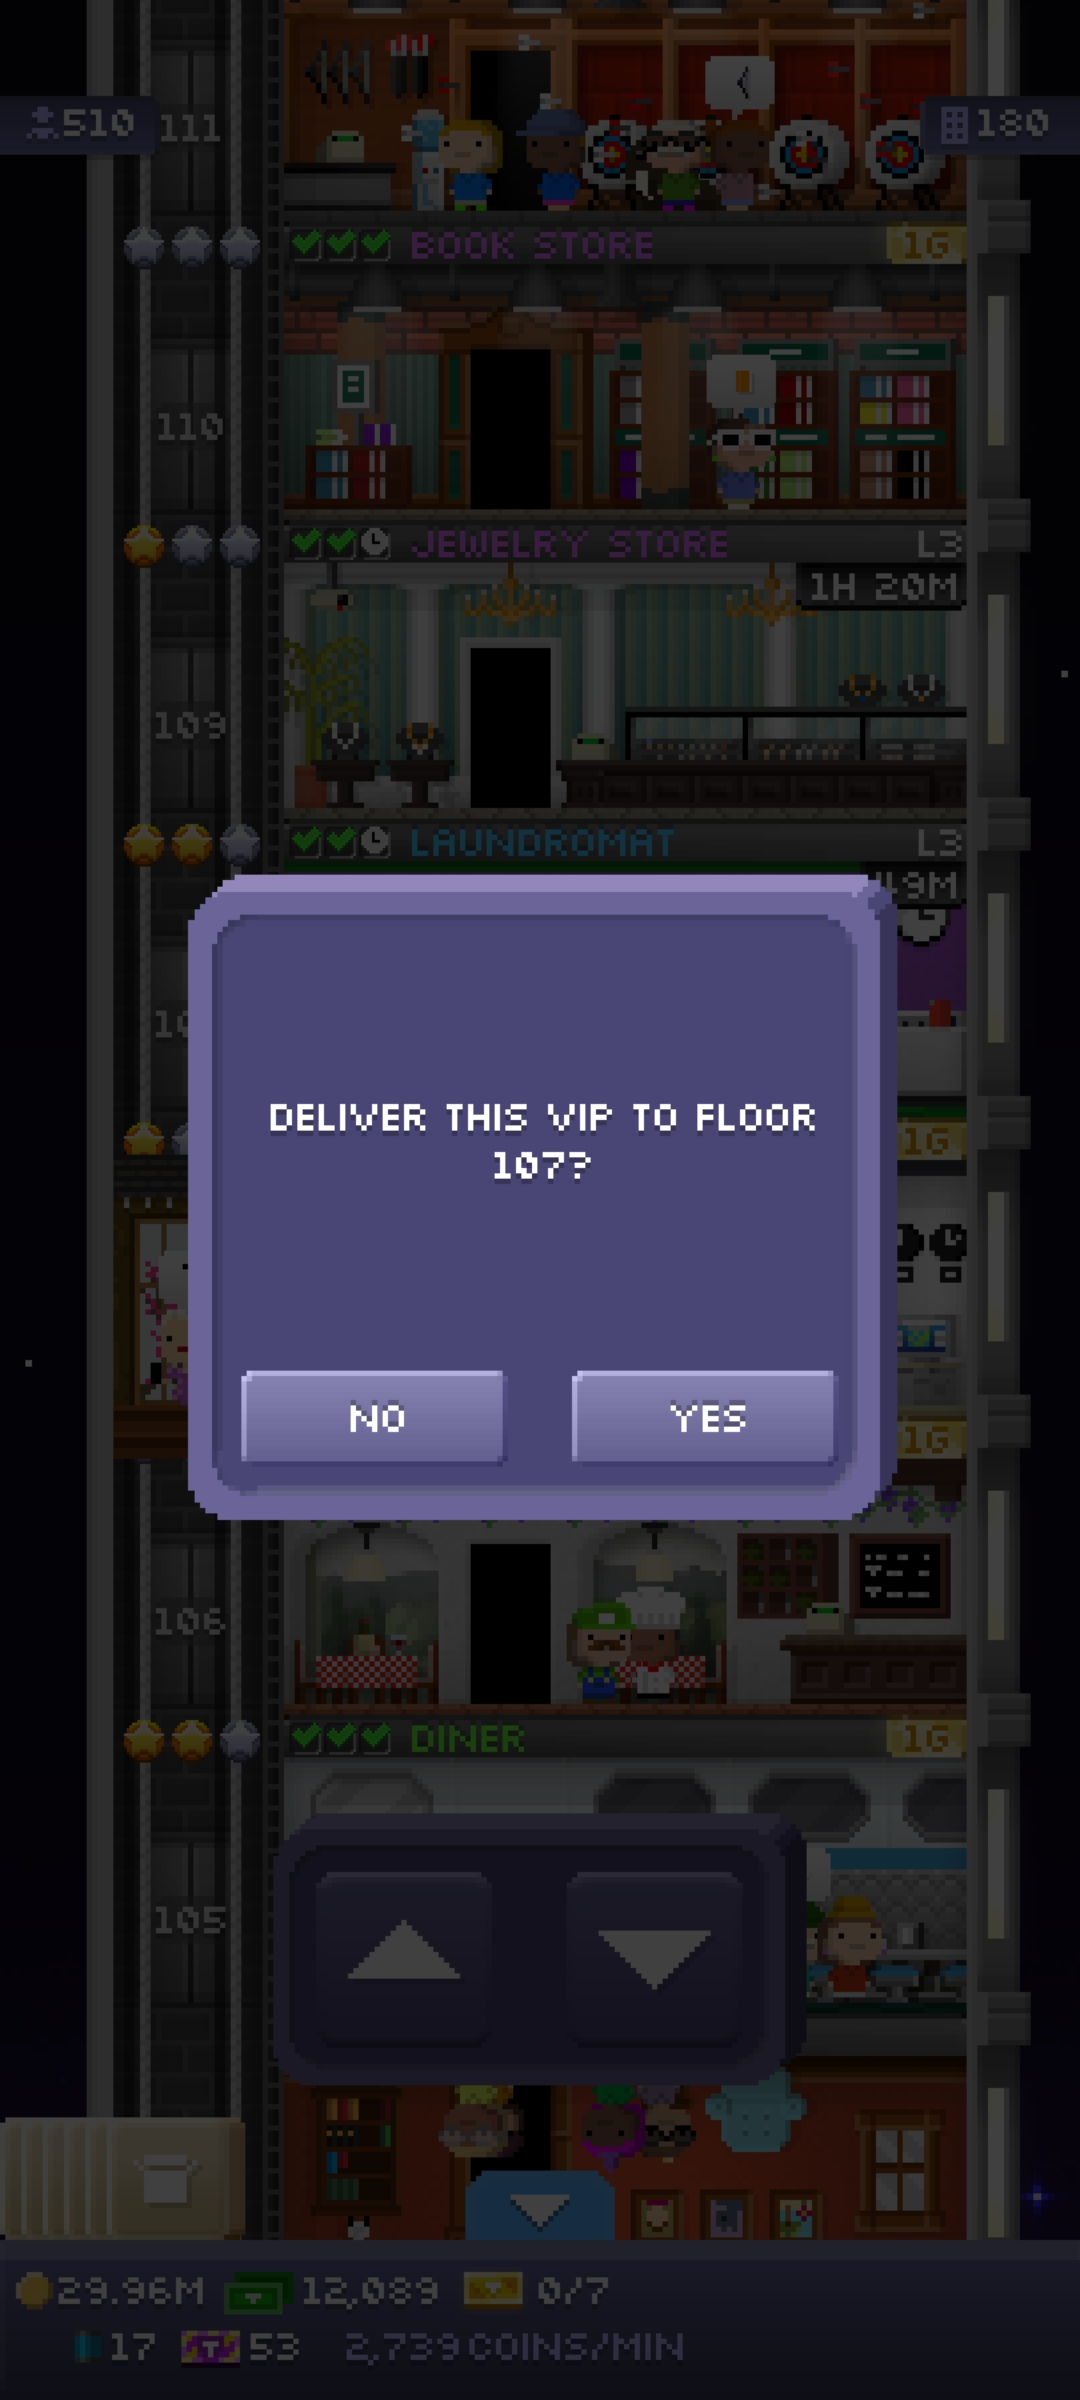 510
111
180
BOOK STORE
1G
110
JEWELRY STORE
L3
1H 20M
109
LAUNDROMAT
L3
49M
1G
DELIVER THIS VIP TO FLOOR
107?
NO
YES
1G
106
DINER
1G
105
29.96M
12,089
0/7
17
53
2,739 COINS/MIN